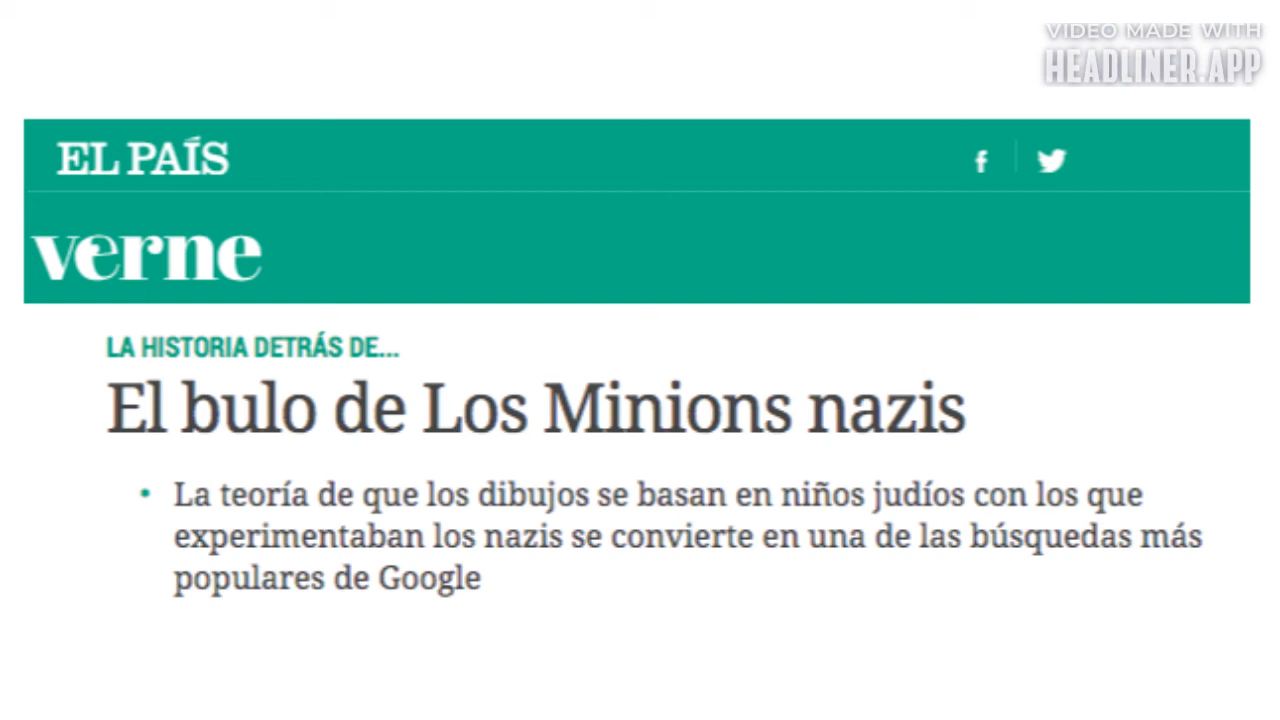 VIDEO MADE WITH
HEADLINER.APP
EL PAÍS
verne
LA HISTORIA DETRÁS DE...
El bulo de Los Minions nazis
• La teoría de que los dibujos se basan en niños judíos con los que
experimentaban los nazis se convierte en una de las búsquedas más
populares de Google